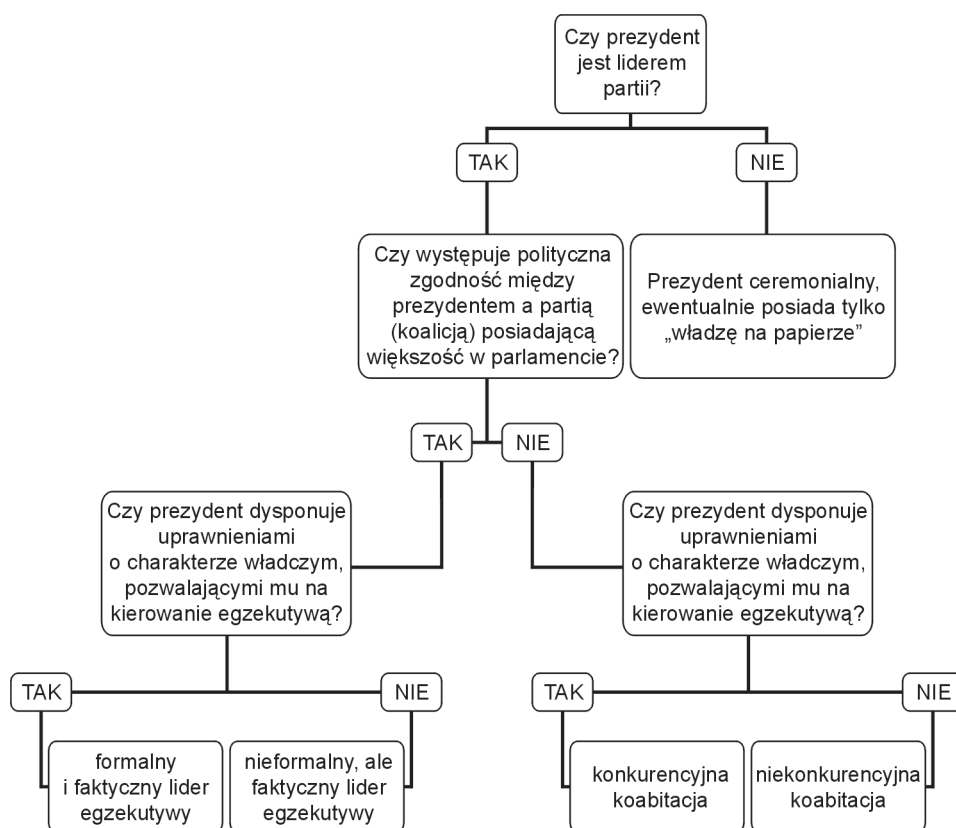 Czy prezydent
jest liderem
partii?
TAK
NIE
Czy występuje polityczna
zgodność między
prezydentem a partią
(koalicją) posiadającą
większość w parlamencie?
Prezydent ceremonialny,
ewentualnie posiada tylko
„władzę na papierze”
TAK
NIE
Czy prezydent dysponuje
uprawnieniami
o charakterze władczym,
pozwalającymi mu na
kierowanie egzekutywą?
Czy prezydent dysponuje
uprawnieniami
o charakterze władczym,
pozwalającymi mu na
kierowanie egzekutywą?
TAK
NIE
TAK
NIE
formalny
i faktyczny lider
egzekutywy
nieformalny, ale
faktyczny lider
egzekutywy
konkurencyjna
koabitacja
niekonkurencyjna
koabitacja